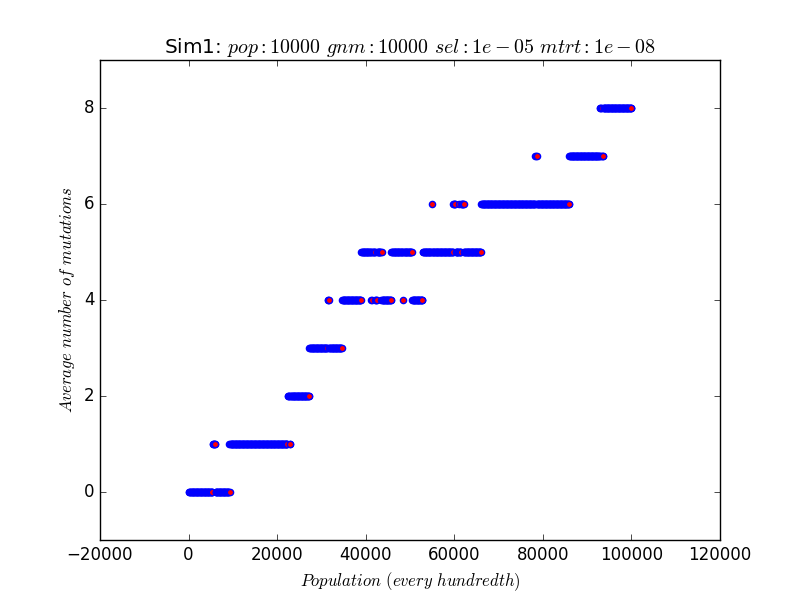 Sim1: pop : 10000 gnm : 10000 sel : 1e − 05 mtrt : 1e − 08
8
6
4
2
0
Average number of mutations
−20000 0 20000 40000 60000 80000 100000 120000
Population (every hundredth)